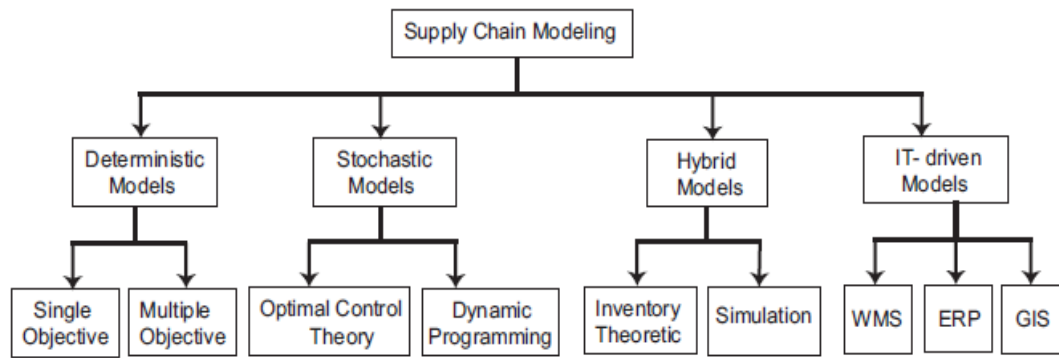 Supply Chain Modeling
Deterministic
Models
Stochastic
Models
Hybrid
Models
IT- driven
Models
Single
Objective
Multiple
Objective
Optimal Control
Theory
Dynamic
Programming
Inventory
Theoretic
Simulation
WMS
ERP
GIS